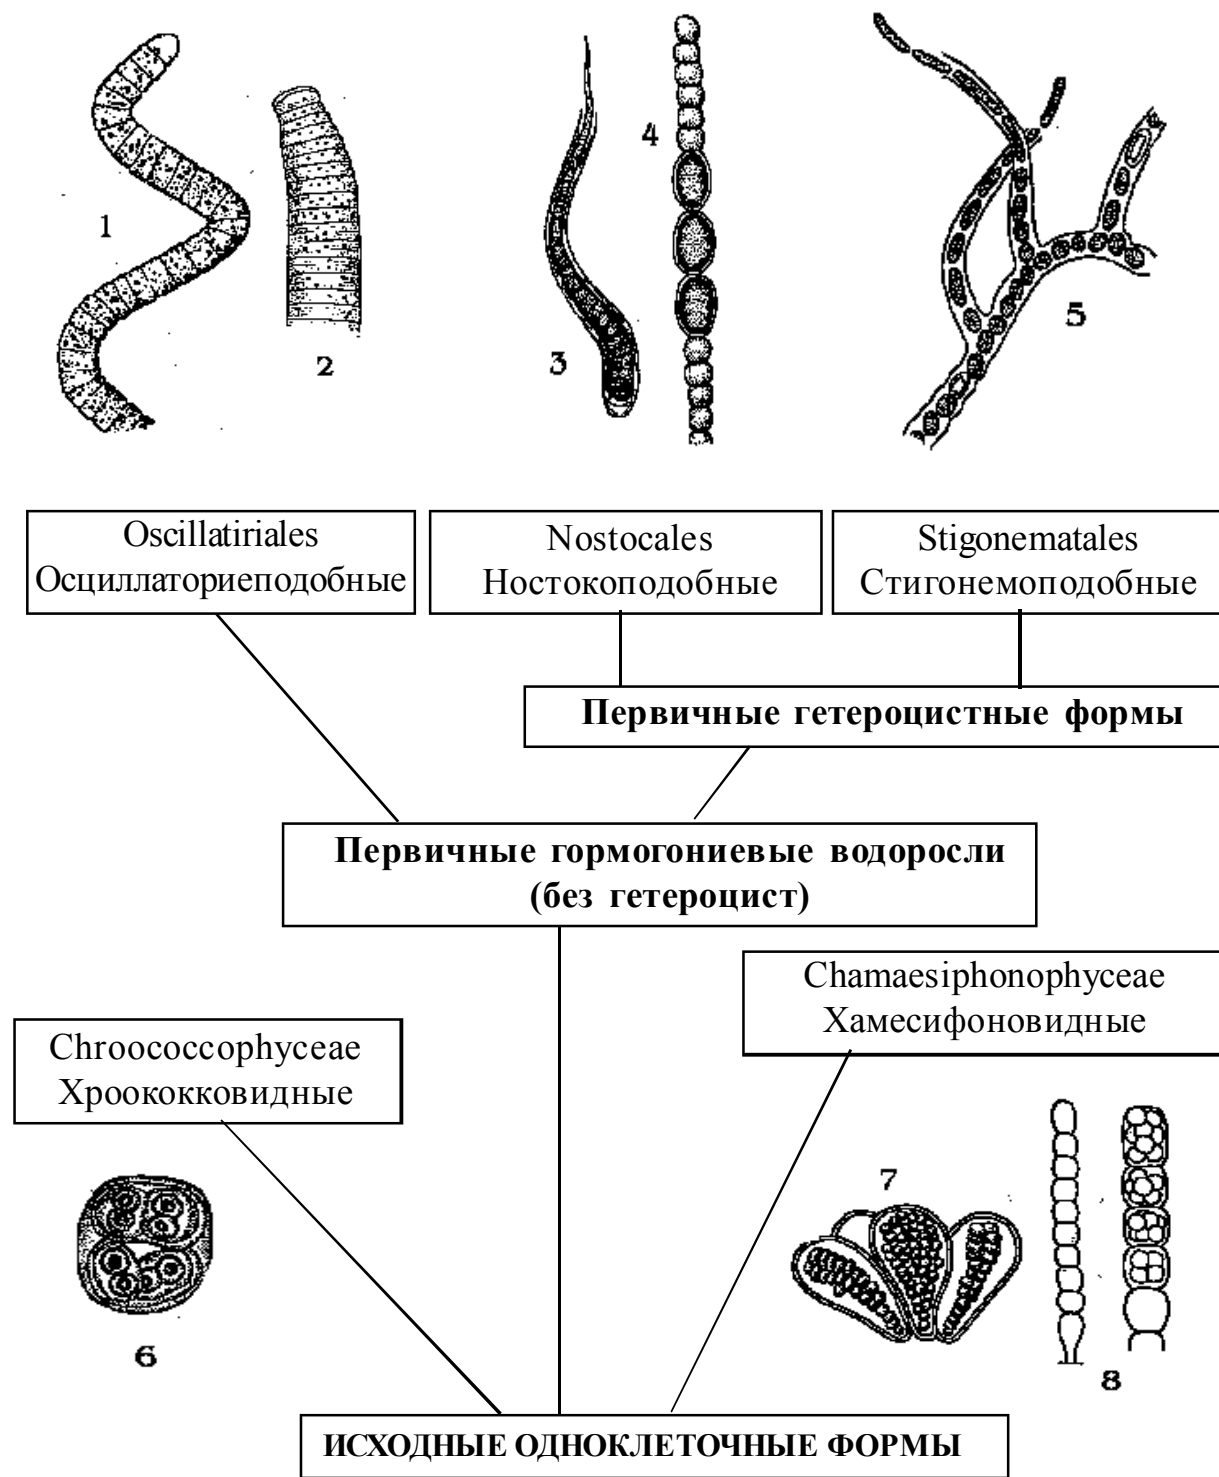 1
2
3
4
5
Oscillatiriales
Осциллаториеподобные
Nostocales
Ностокоподобные
Stigonematales
Стигонемоподобные
Первичные гетероцистные формы
Первичные гормогониевые водоросли
(без гетероцист)
Chamaesiphonophyceae
Хамесифоновидные
Chroococcophyceae
Хроококковидные
6
7
8
ИСХОДНЫЕ ОДНОКЛЕТОЧНЫЕ ФОРМЫ